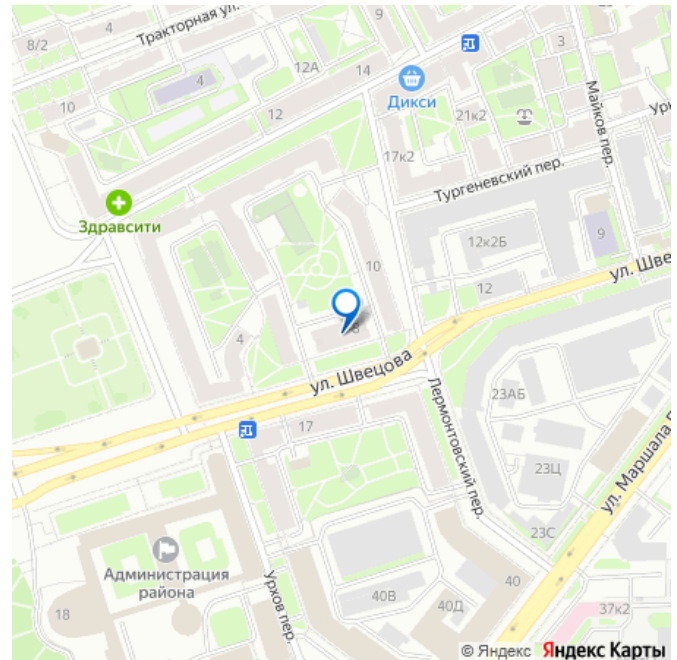 40
8/2
4
Тракторная ул.
12А
14
3
Дикси
4
10
12
21к2
Майков пер.
17к2
Тургеневский пер.
Здравсити
12к2Б
9
10
12
ул. Шве
8
4
ул. Швецова
23АБ
17
Лермонтовский пер.
23Ц
ул. Маршала
23С
Администрация
района
Урхов пер.
18
40
40В
40Д
37к2
© Яндекс Яндекс Карты